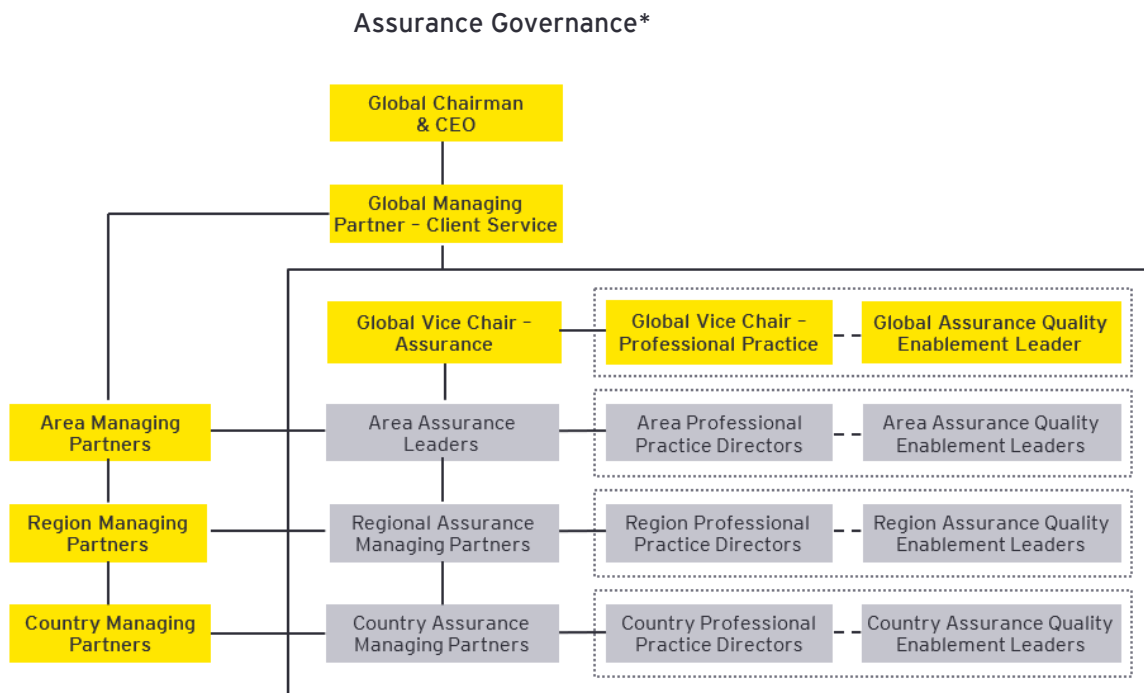 Assurance Governance*
Global Chairman
& CEO
Global Managing
Partner – Client Service
Global Vice Chair –
Assurance
Global Vice Chair –
Professional Practice
Global Assurance Quality
Enablement Leader
Area Managing
Partners
Area Assurance
Leaders
Area Professional
Practice Directors
Area Assurance Quality
Enablement Leaders
Region Managing
Partners
Regional Assurance
Managing Partners
Region Professional
Practice Directors
Region Assurance Quality
Enablement Leaders
Country Managing
Partners
Country Assurance
Managing Partners
Country Professional
Practice Directors
Country Assurance Quality
Enablement Leaders